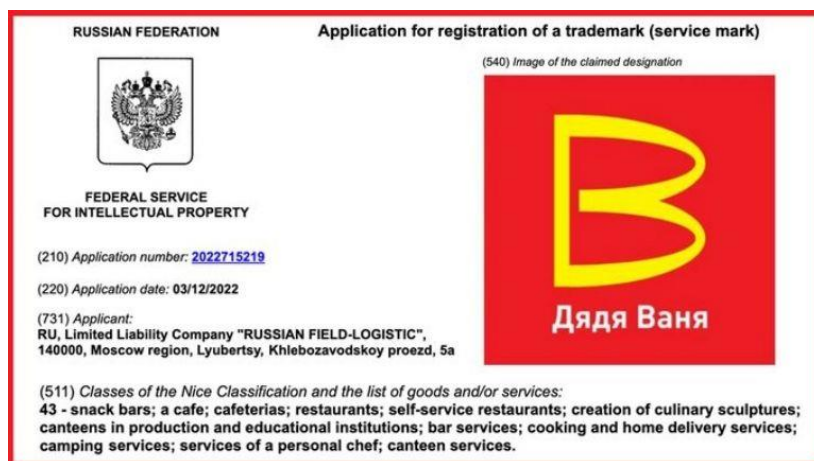 RUSSIAN FEDERATION
FEDERAL SERVICE
FOR INTELLECTUAL PROPERTY
Application for registration of a trademark (service mark)
(540) Image of the claimed designation
Дядя Ваня
(210) Application number: 2022715219
(220) Application date: 03/12/2022
(731) Applicant:
RU, Limited Liability Company "RUSSIAN FIELD-LOGISTIC",
140000, Moscow region, Lyubertsy, Khlebozavodskoy proezd, 5a
(511) Classes of the Nice Classification and the list of goods and/or services:
43 - snack bars; a cafe; cafeterias; restaurants; self-service restaurants; creation of culinary sculptures;
canteens in production and educational institutions; bar services; cooking and home delivery services;
camping services; services of a personal chef; canteen services.